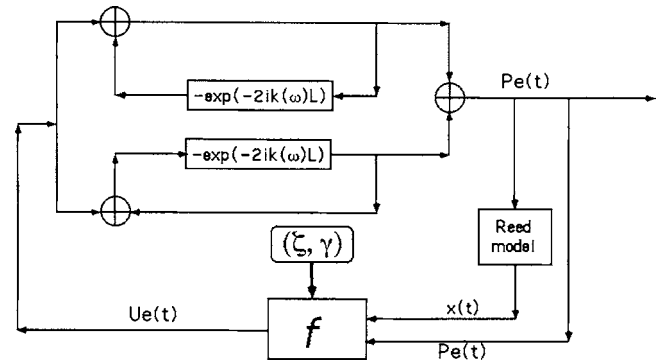 -exp(-2ik(ω)L)
Pe(t)
-exp(-2ik(ω)L)
Reed
model
(ζ, γ)
Ue(t)
x(t)
f
Pe(t)